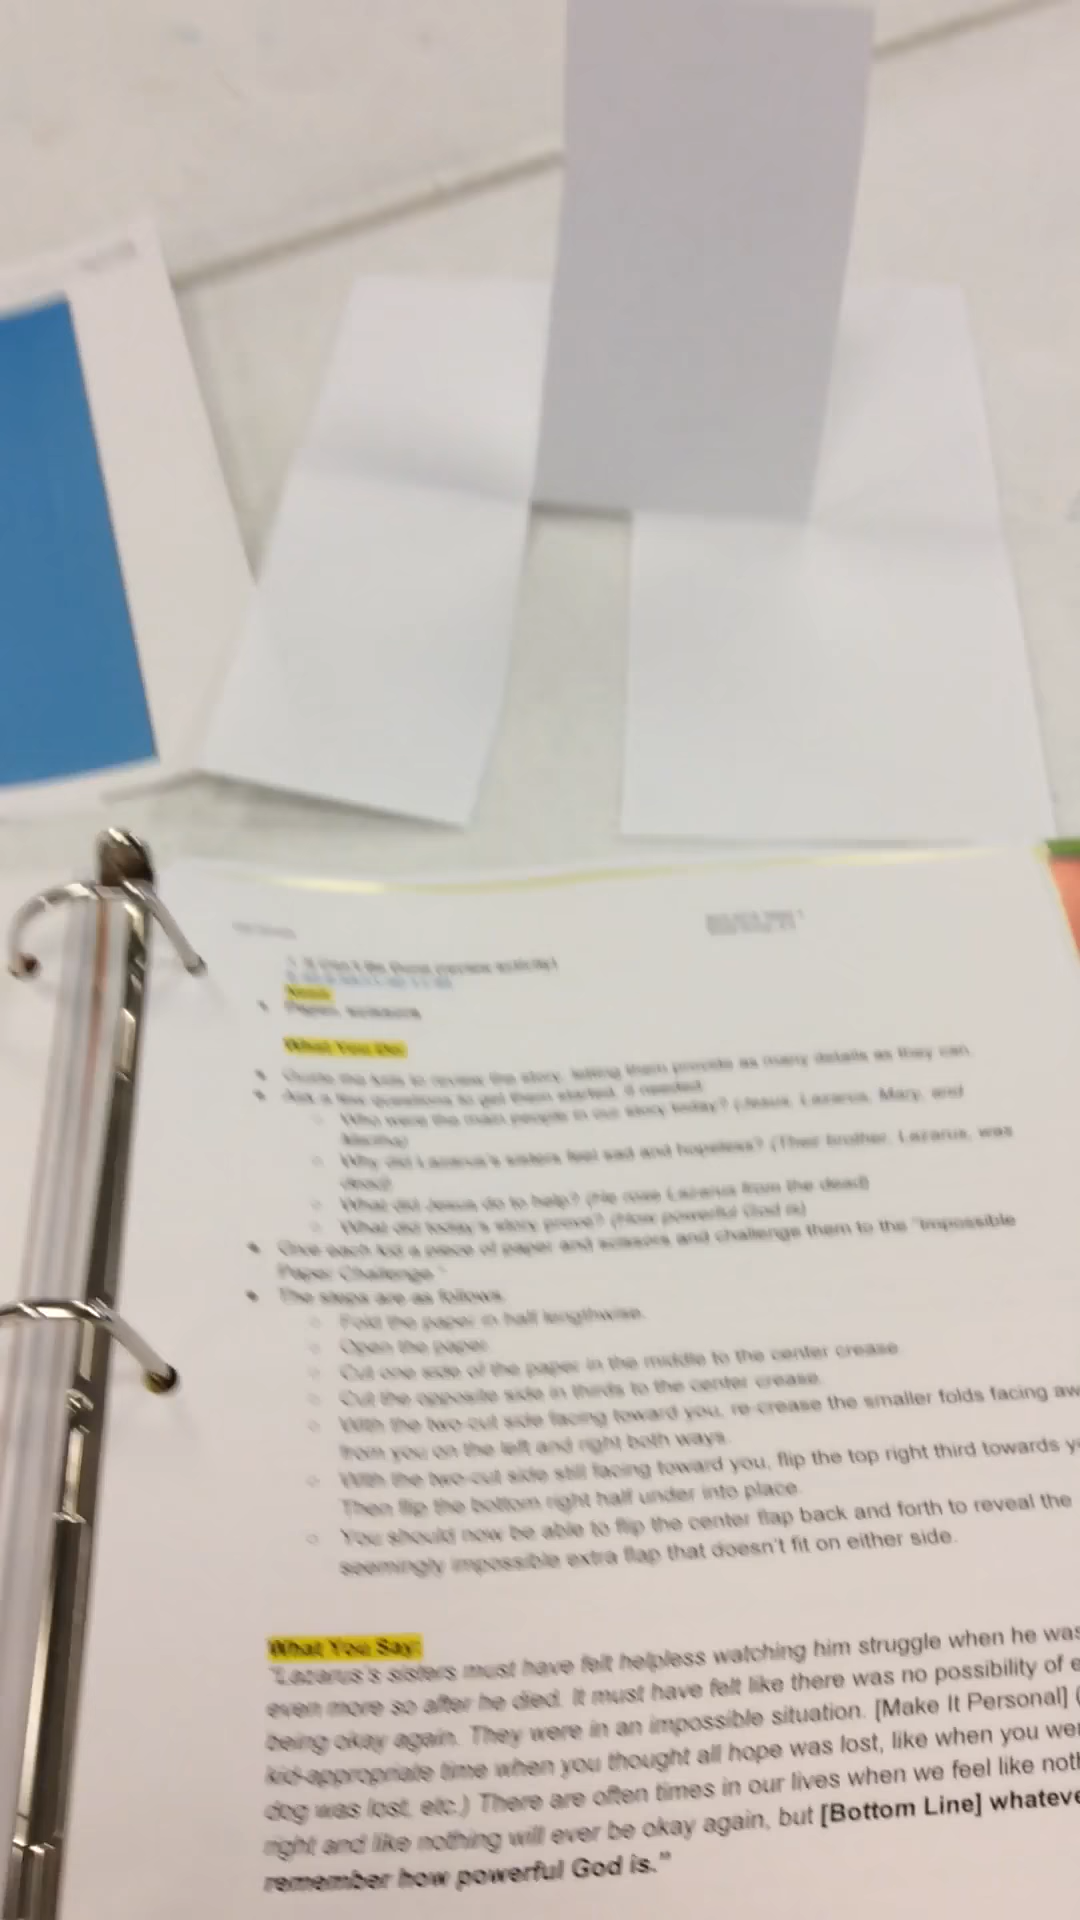 Paper, scissors
What You Do:
Guide the kids to review the story, letting them provide as many details as they can.
Ask a few questions to get them started, if needed:
Who were the main people in our story today? (Jesus, Lazarus, Mary, and
Martha)
Why did Lazarus's sisters feel sad and hopeless? (Their brother, Lazarus, was
dead)
What did Jesus do to help? (He rose Lazarus from the dead)
What did today's story prove? (How powerful God is)
Give each kid a piece of paper and scissors and challenge them to the "Impossible
Paper Challenge."
The steps are as follows:
Fold the paper in half lengthwise.
Open the paper.
Cut one side of the paper in the middle to the center crease.
Cut the opposite side in thirds to the center crease.
With the two-cut side facing toward you, re-crease the smaller folds facing aw
from you on the left and right both ways.
With the two-cut side still facing toward you, flip the top right third towards y
Then flip the bottom right half under into place.
You should now be able to flip the center flap back and forth to reveal the
seemingly impossible extra flap that doesn't fit on either side.
What You Say:
"Lazarus's sisters must have felt helpless watching him struggle when he was
even more so after he died. It must have felt like there was no possibility of e
being okay again. They were in an impossible situation. [Make It Personal] (
kid-appropriate time when you thought all hope was lost, like when you wer
dog was lost, etc.) There are often times in our lives when we feel like noth
right and like nothing will ever be okay again, but [Bottom Line] whateve
remember how powerful God is."